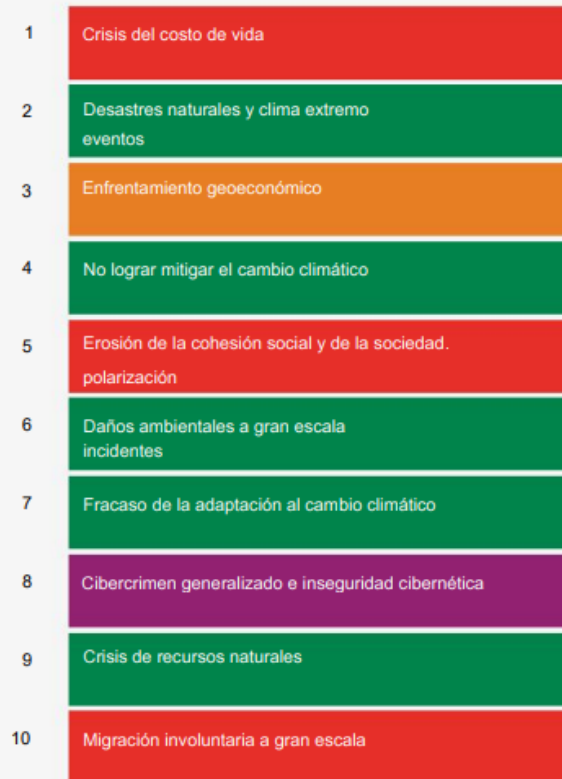 1 Crisis del costo de vida
2 Desastres naturales y clima extremo
eventos
3 Enfrentamiento geoeconómico
4 No lograr mitigar el cambio climático
5 Erosión de la cohesión social y de la sociedad.
polarización
6 Daños ambientales a gran escala
incidentes
7 Fracaso de la adaptación al cambio climático
8 Cibercrimen generalizado e inseguridad cibernética
9 Crisis de recursos naturales
10 Migración involuntaria a gran escala